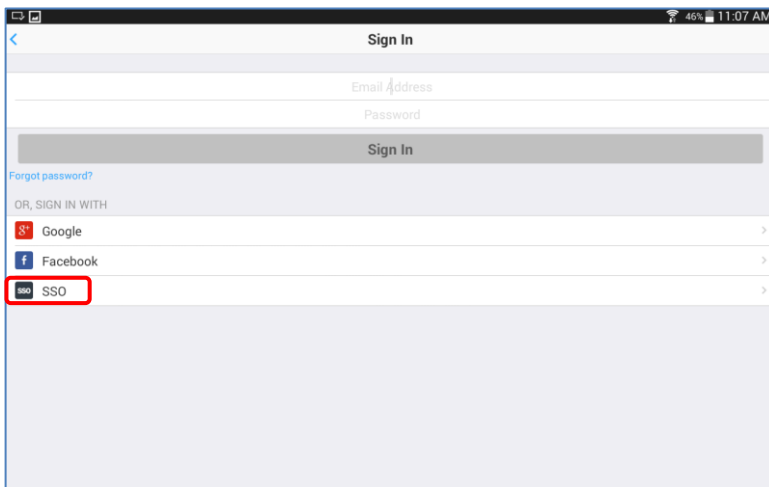 46% 11:07 AM
Sign In
Email Address
Password
Sign In
Forgot password?
OR, SIGN IN WITH
8+ Google
f Facebook
SSO SSO